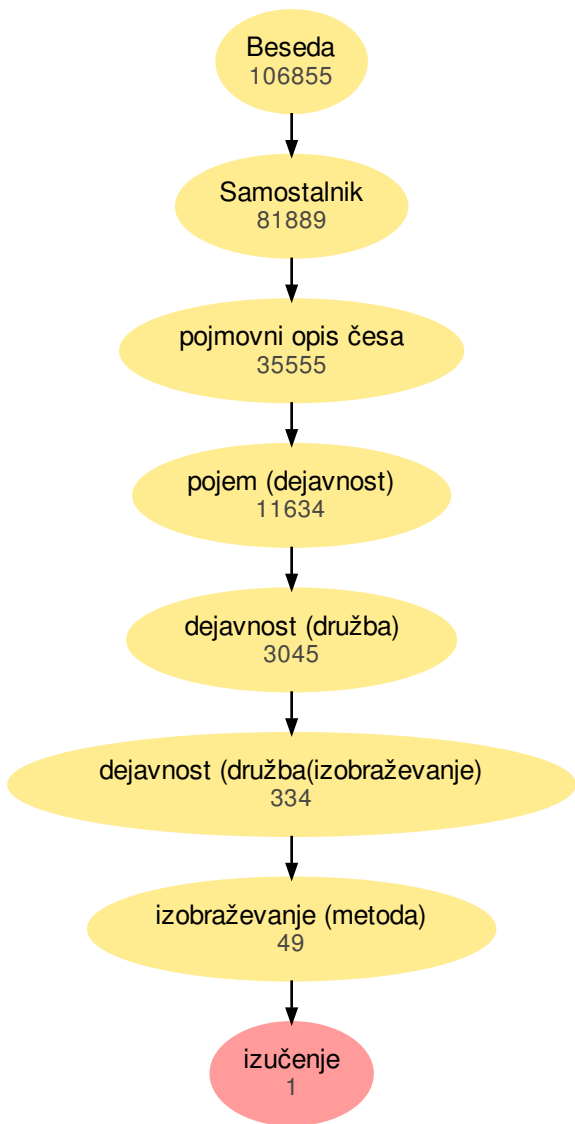 Beseda
106855
Samostalnik
81889
pojmovni opis česa
35555
pojem (dejavnost)
11634
dejavnost (družba)
3045
dejavnost (družba(izobraževanje)
334
izobraževanje (metoda)
49
izučenje
1